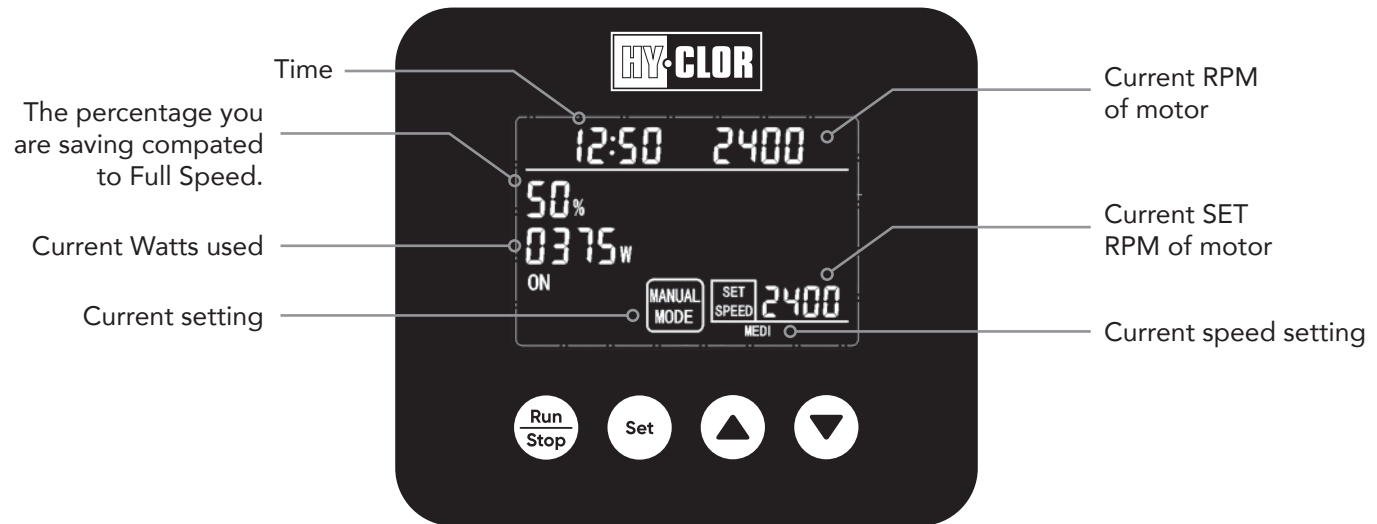 HY·CLOR
Time
The percentage you
are saving compated
to Full Speed.
Current Watts used
Current setting
12:50 2400
50%
0375W
ON
MANUAL
MODE
SET
SPEED
2400
MEDI
Current RPM
of motor
Current SET
RPM of motor
Current speed setting
Run
Stop
Set